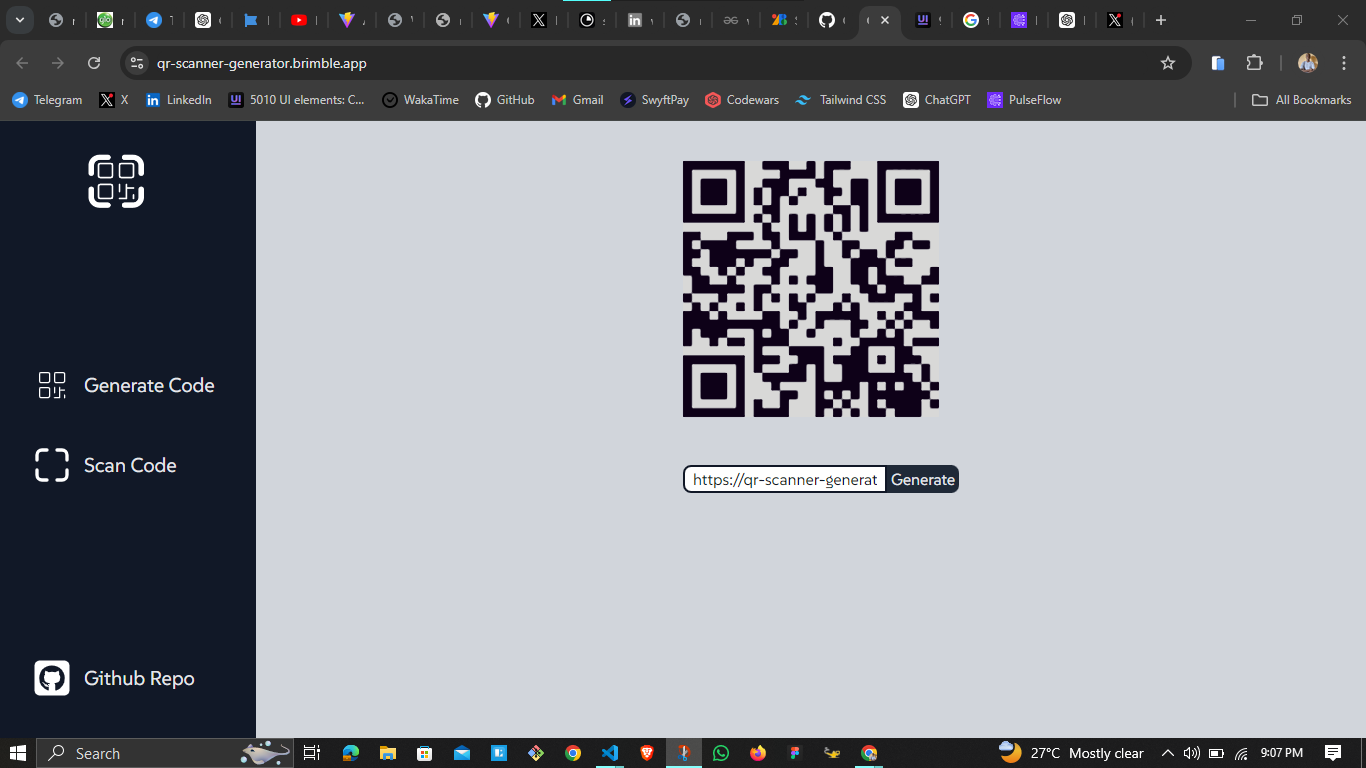 qr-scanner-generator.brimble.app
Telegram X LinkedIn 5010 UI elements: C... WakaTime GitHub Gmail SwyftPay Codewars Tailwind CSS ChatGPT PulseFlow All Bookmarks
Generate Code
Scan Code
https://qr-scanner-generat Generate
Github Repo
Search 27°C Mostly clear 9:07 PM